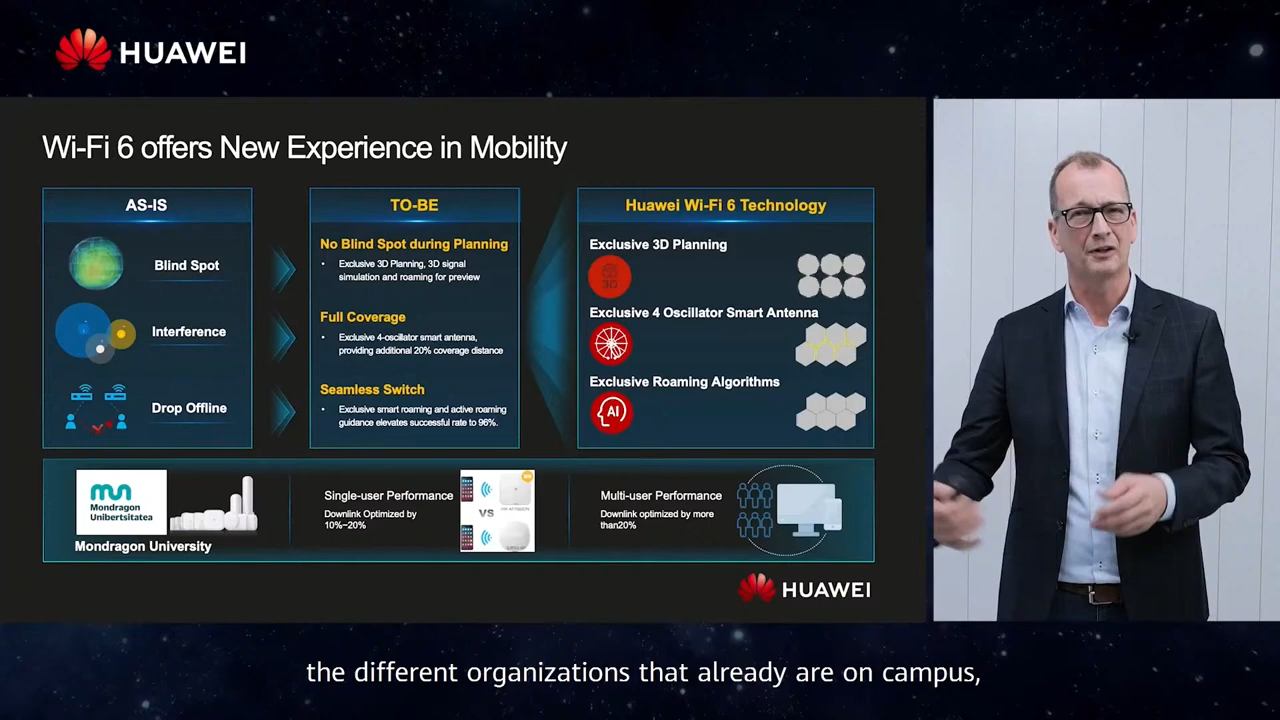 HUAWEI
Wi-Fi 6 offers New Experience in Mobility
AS-IS
Blind Spot
Interference
Drop Offline
TO-BE
No Blind Spot during Planning
• Exclusive 3D Planning, 3D signal
simulation and roaming for preview
Full Coverage
• Exclusive 4-oscillator smart antenna,
providing additional 20% coverage distance
Seamless Switch
• Exclusive smart roaming and active roaming
guidance elevates successful rate to 96%.
Huawei Wi-Fi 6 Technology
Exclusive 3D Planning
3D
Exclusive 4 Oscillator Smart Antenna
Exclusive Roaming Algorithms
AI
Mondragon
Unibertsitatea
Mondragon University
Single-user Performance
Downlink Optimized by
10%~20%
VS
Multi-user Performance
Downlink optimized by more
than20%
HUAWEI
the different organizations that already are on campus,